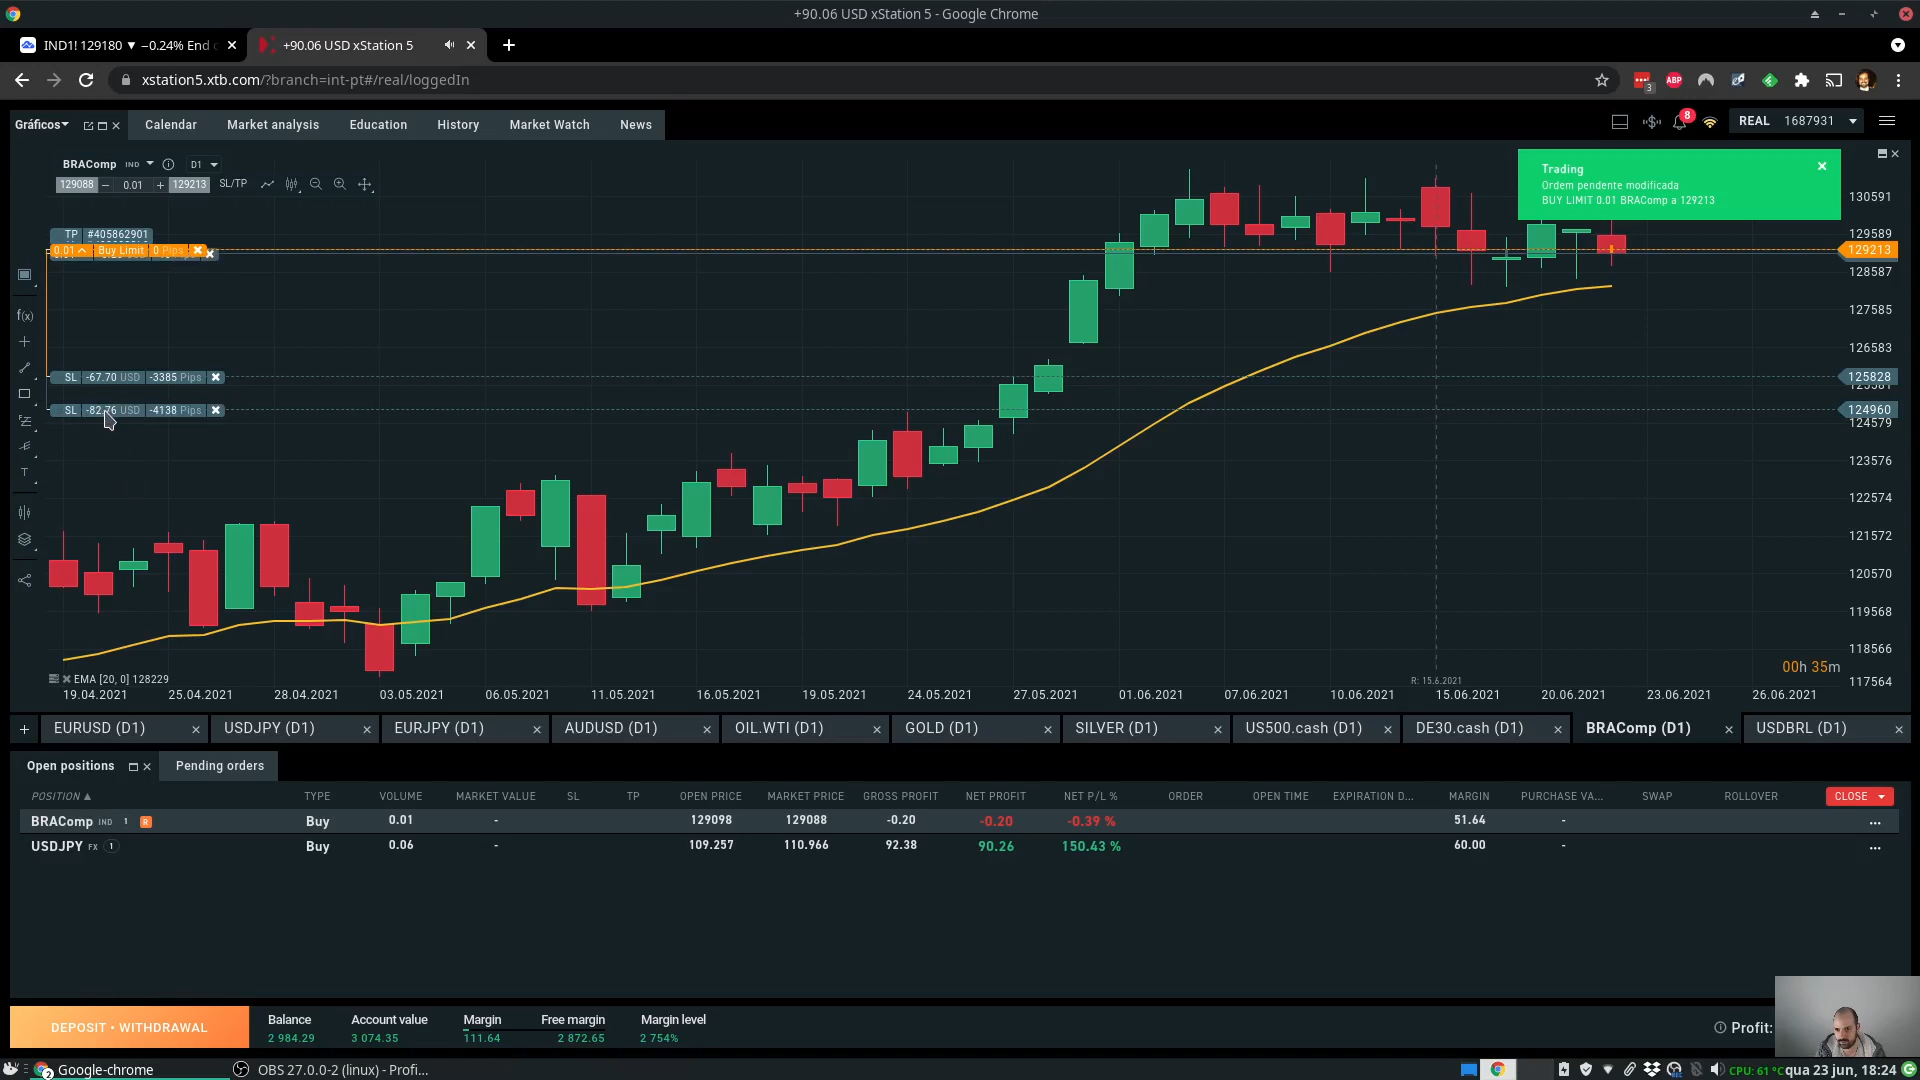 +90.06 USD xStation 5 - Google Chrome
IND1! 129180 ▼ −0.24% End
+90.06 USD xStation 5
xstation5.xtb.com/?branch=int-pt#/real/loggedIn
3
ABP
Gráficos
Calendar
Market analysis
Education
History
Market Watch
News
8
REAL 1687931
BRAComp IND
D1
129088 − 0.01 + 129213 SL/TP
Trading
Ordem pendente modificada
BUY LIMIT 0.01 BRAComp a 129213
TP #405862901
0.01 Buy Limit 0 Pips
SL -67.70 USD -3385 Pips
SL -82.76 USD -4138 Pips
f(x)
T
130591
129589
129213
128587
127585
126583
125828
124960
124579
123576
122574
121572
120570
119568
118566
117564
00h 35m
R: 15.6.2021
EMA [20, 0] 128229
19.04.2021 25.04.2021 28.04.2021 03.05.2021 06.05.2021 11.05.2021 16.05.2021 19.05.2021 24.05.2021 27.05.2021 01.06.2021 07.06.2021 10.06.2021 15.06.2021 20.06.2021 23.06.2021 26.06.2021
EURUSD (D1) USDJPY (D1) EURJPY (D1) AUDUSD (D1) OIL.WTI (D1) GOLD (D1) SILVER (D1) US500.cash (D1) DE30.cash (D1) BRAComp (D1) USDBRL (D1)
Open positions
Pending orders
POSITION ▲ TYPE VOLUME MARKET VALUE SL TP OPEN PRICE MARKET PRICE GROSS PROFIT NET PROFIT NET P/L % ORDER OPEN TIME EXPIRATION D... MARGIN PURCHASE VA... SWAP ROLLOVER CLOSE
BRAComp IND 1 R Buy 0.01 - 129098 129088 -0.20 -0.20 -0.39 % 51.64 - ...
USDJPY FX 1 Buy 0.06 - 109.257 110.966 92.38 90.26 150.43 % 60.00 - ...
DEPOSIT • WITHDRAWAL
Balance Account value Margin Free margin Margin level
2 984.29 3 074.35 111.64 2 872.65 2 754%
Profit:
2
Google-chrome
OBS 27.0.0-2 (linux) - Profi...
CPU: 61 °C
qua 23 jun, 18:24